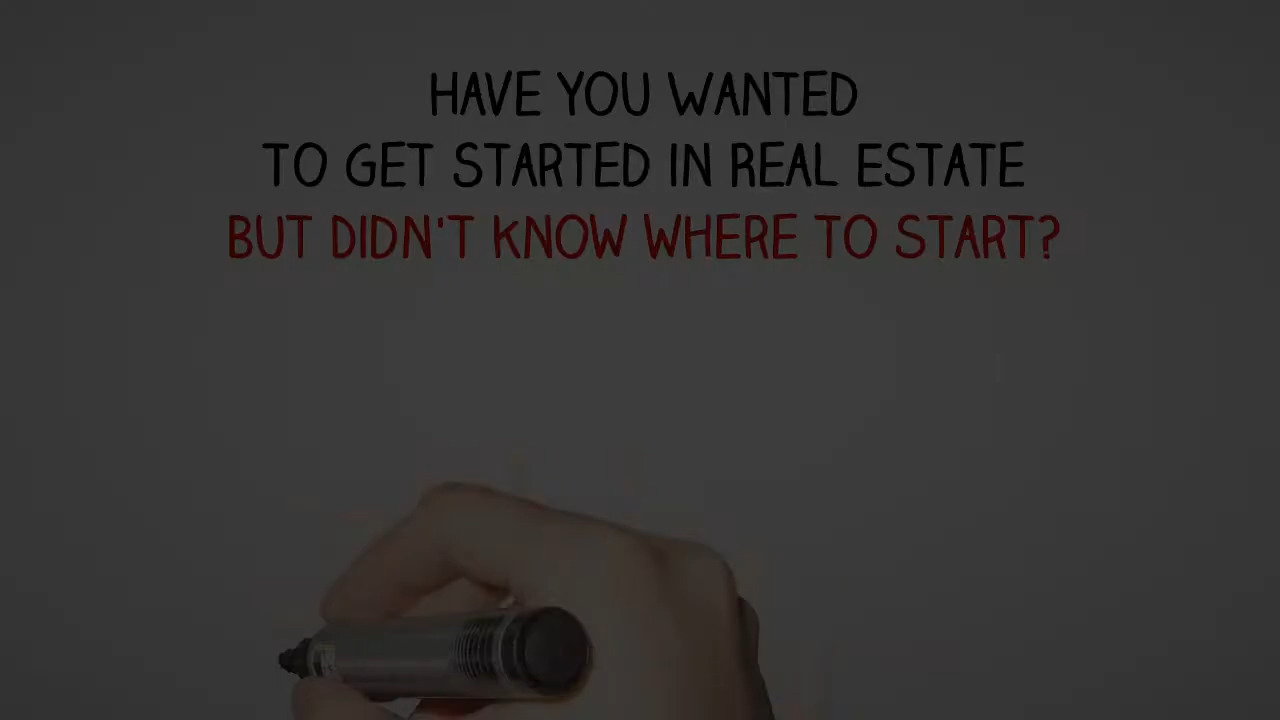 HAVE YOU WANTED
TO GET STARTED IN REAL ESTATE
BUT DIDN'T KNOW WHERE TO START?